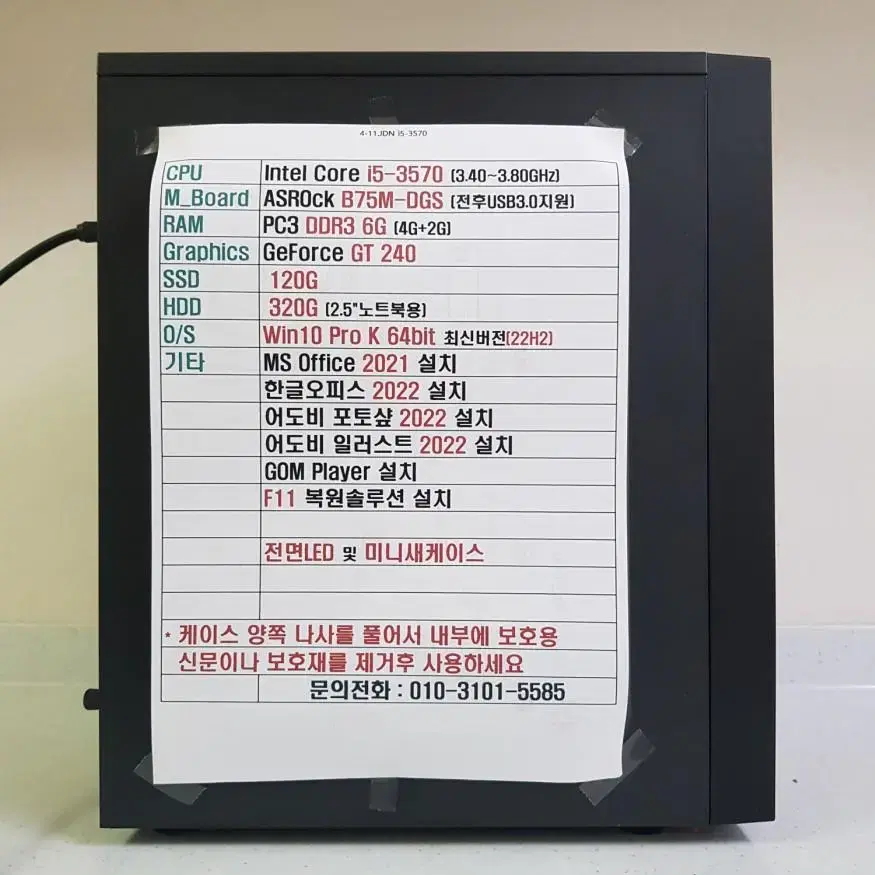 4-11.JDN i5-3570
CPU Intel Core i5-3570 (3.40~3.80GHz)
M_Board ASROck B75M-DGS (전후USB3.0지원)
RAM PC3 DDR3 6G (4G+2G)
Graphics GeForce GT 240
SSD 120G
HDD 320G (2.5"노트북용)
O/S Win10 Pro K 64bit 최신버전(22H2)
기타 MS Office 2021 설치
한글오피스 2022 설치
어도비 포토샾 2022 설치
어도비 일러스트 2022 설치
GOM Player 설치
F11 복원솔루션 설치
전면LED 및 미니새케이스
* 케이스 양쪽 나사를 풀어서 내부에 보호용
신문이나 보호재를 제거후 사용하세요
문의전화 : 010-3101-5585